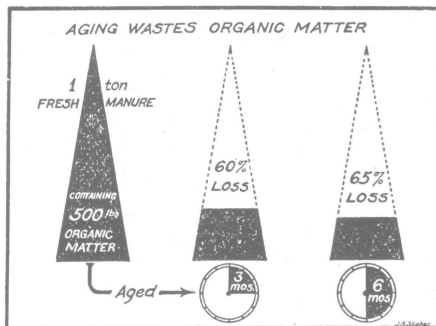 AGING WASTES ORGANIC MATTER
1 ton
FRESH MANURE
CONTAINING
500 lbs
ORGANIC
MATTER
60%
LOSS
65%
LOSS
Aged
3
mos.
6
mos.
J.A.Slipher